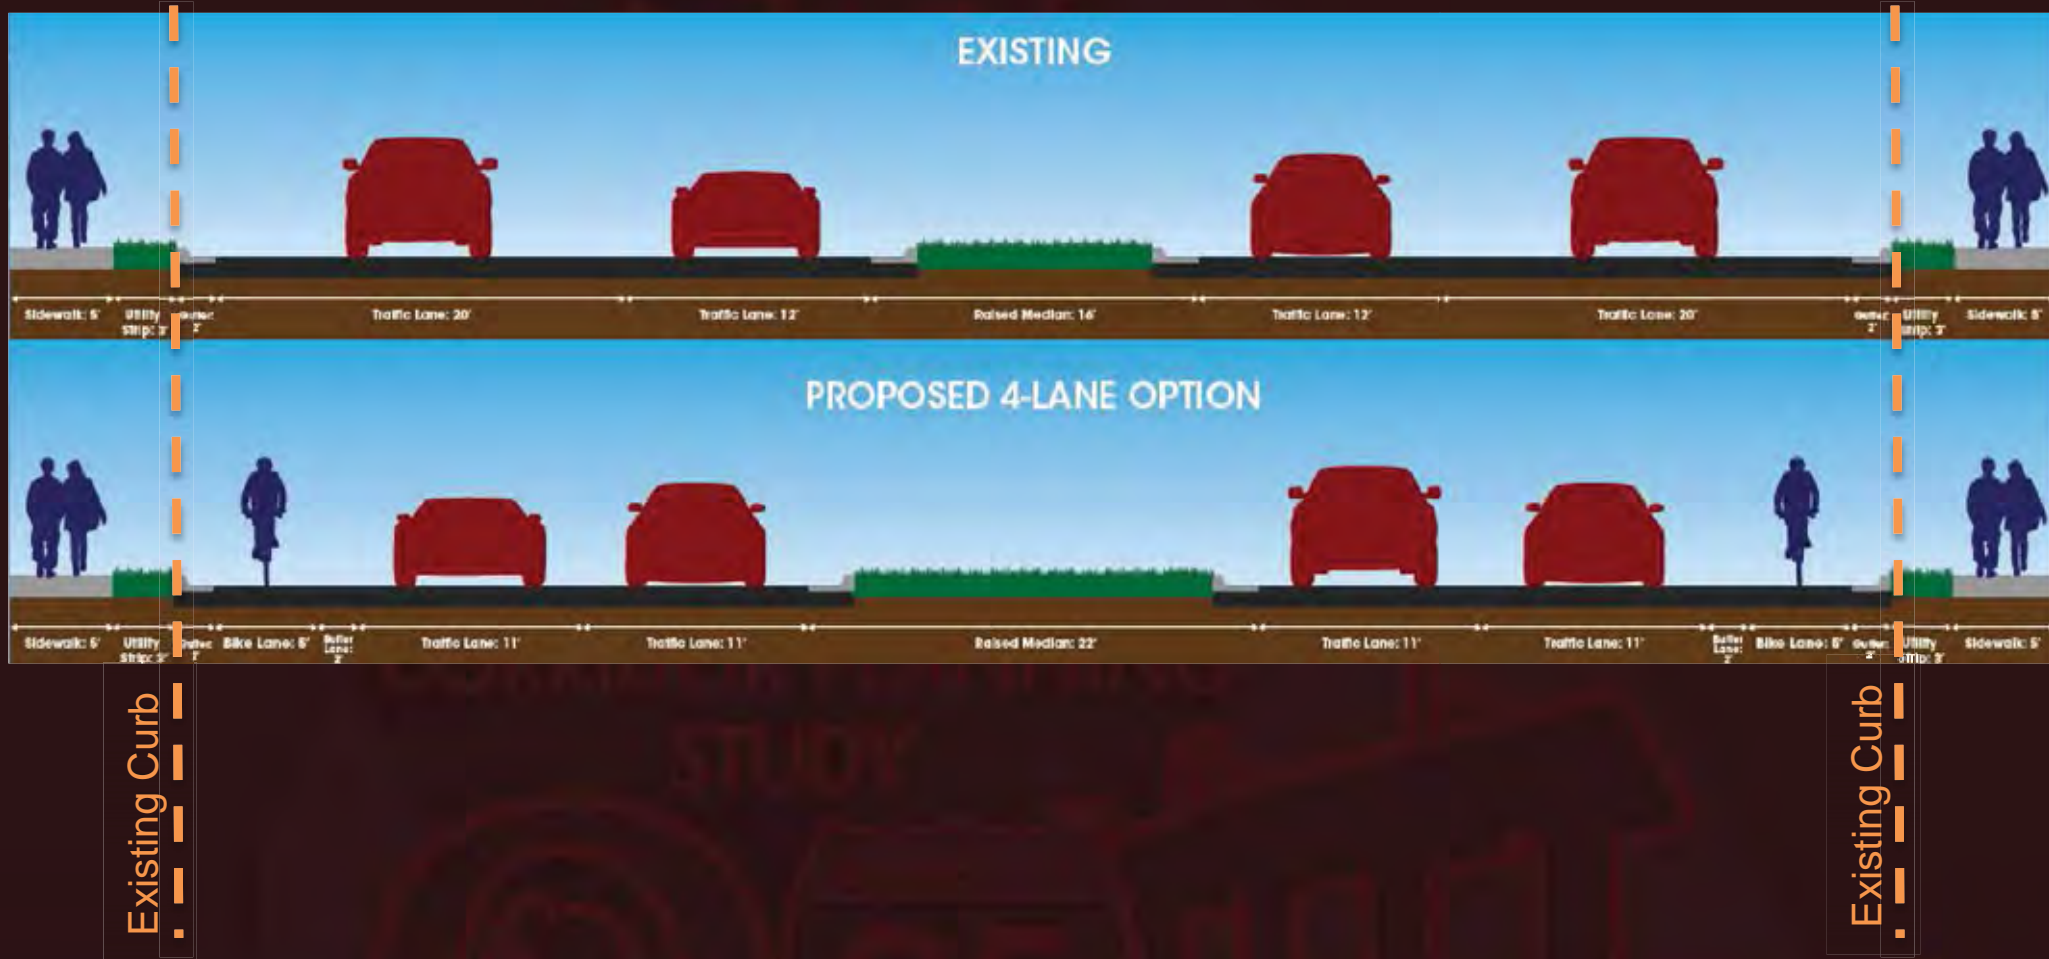 EXISTING
Sidewalk: 5'
Utility
Strip: 3'
Gutter:
2'
Traffic Lane: 20'
Traffic Lane: 12'
Raised Median: 16'
Traffic Lane: 12'
Traffic Lane: 20'
Gutter:
2'
Utility
Strip: 3'
Sidewalk: 5'
PROPOSED 4-LANE OPTION
Sidewalk: 5'
Utility
Strip: 3'
Gutter:
2'
Bike Lane: 5'
Buffer
Lane:
2'
Traffic Lane: 11'
Traffic Lane: 11'
Raised Median: 22'
Traffic Lane: 11'
Traffic Lane: 11'
Buffer
Lane:
2'
Bike Lane: 5'
Gutter:
2'
Utility
Strip: 3'
Sidewalk: 5'
STUDY
Existing Curb
Existing Curb